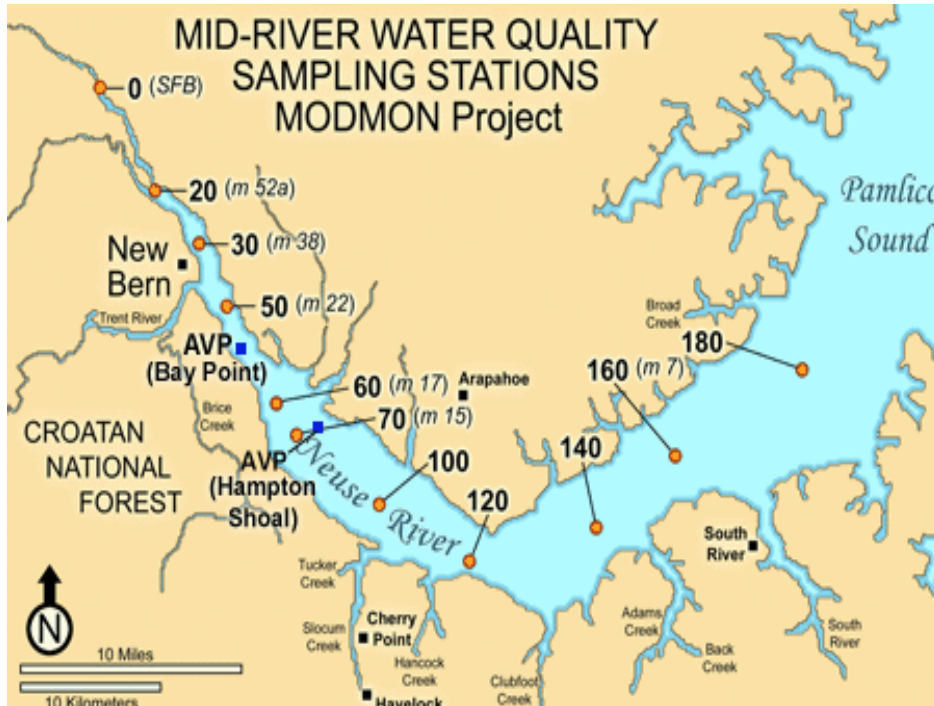 MID-RIVER WATER QUALITY
SAMPLING STATIONS
MODMON Project
0 (SFB)
20 (m 52a)
30 (m 38)
New
Bern
50 (m 22)
Trent River
AVP
(Bay Point)
60 (m 17)
70 (m 15)
Arapahoe
Brice
Creek
CROATAN
NATIONAL
FOREST
AVP
(Hampton
Shoal)
Neuse River
100
120
140
160 (m 7)
180
Broad
Creek
Pamlico
Sound
South
River
Tucker
Creek
Slocum
Creek
Cherry
Point
Hancock
Creek
Clubfoot
Creek
Adams
Creek
Back
Creek
South
River
Havelock
N
10 Miles
10 Kilometers